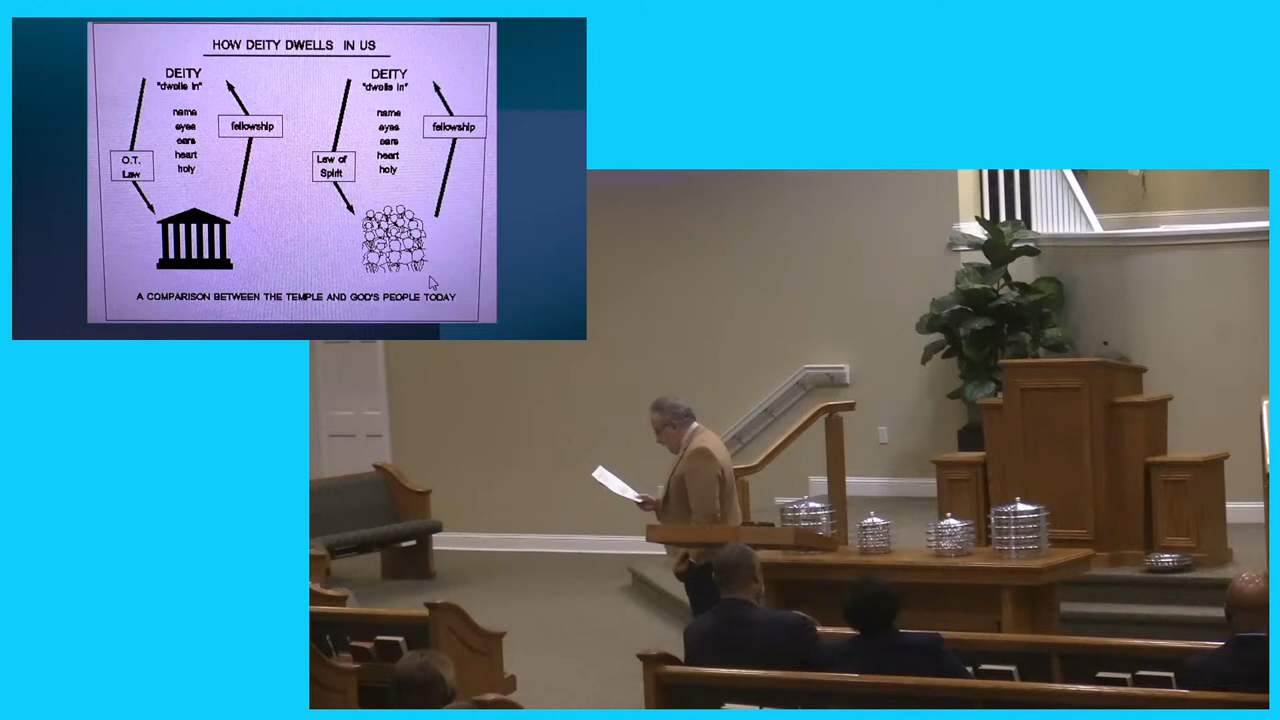 HOW DEITY DWELLS IN US
DEITY
"dwells in"
name
eyes
ears
heart
holy
O.T.
Law
fellowship
DEITY
"dwells in"
name
eyes
ears
heart
holy
Law of
Spirit
fellowship
A COMPARISON BETWEEN THE TEMPLE AND GOD'S PEOPLE TODAY